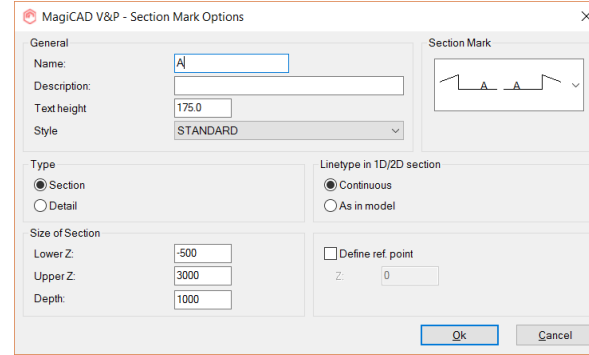 MagiCAD V&P - Section Mark Options
General
Name: A
Description:
Text height 175.0
Style STANDARD
Section Mark
A A
Type
Section
Detail
Linetype in 1D/2D section
Continuous
As in model
Size of Section
Lower Z: -500
Upper Z: 3000
Depth: 1000
Define ref. point
Z: 0
Ok Cancel